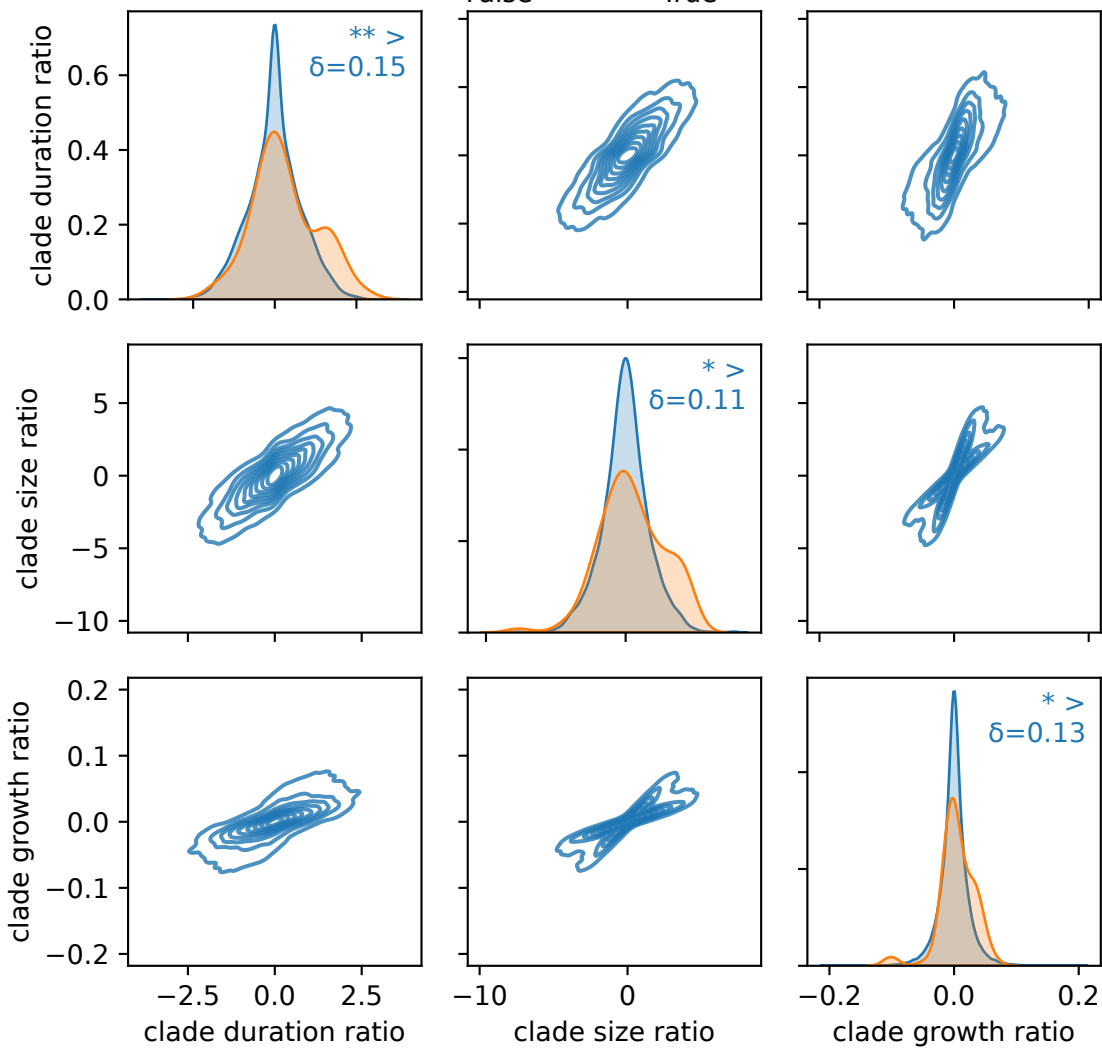 clade duration ratio
0.6
0.4
0.2
0.0
** >
δ=0.15
clade size ratio
5
0
−5
−10
* >
δ=0.11
clade growth ratio
0.2
0.1
0.0
−0.1
−0.2
* >
δ=0.13
−2.5 0.0 2.5
−10 0
−0.2 0.0 0.2
clade duration ratio
clade size ratio
clade growth ratio